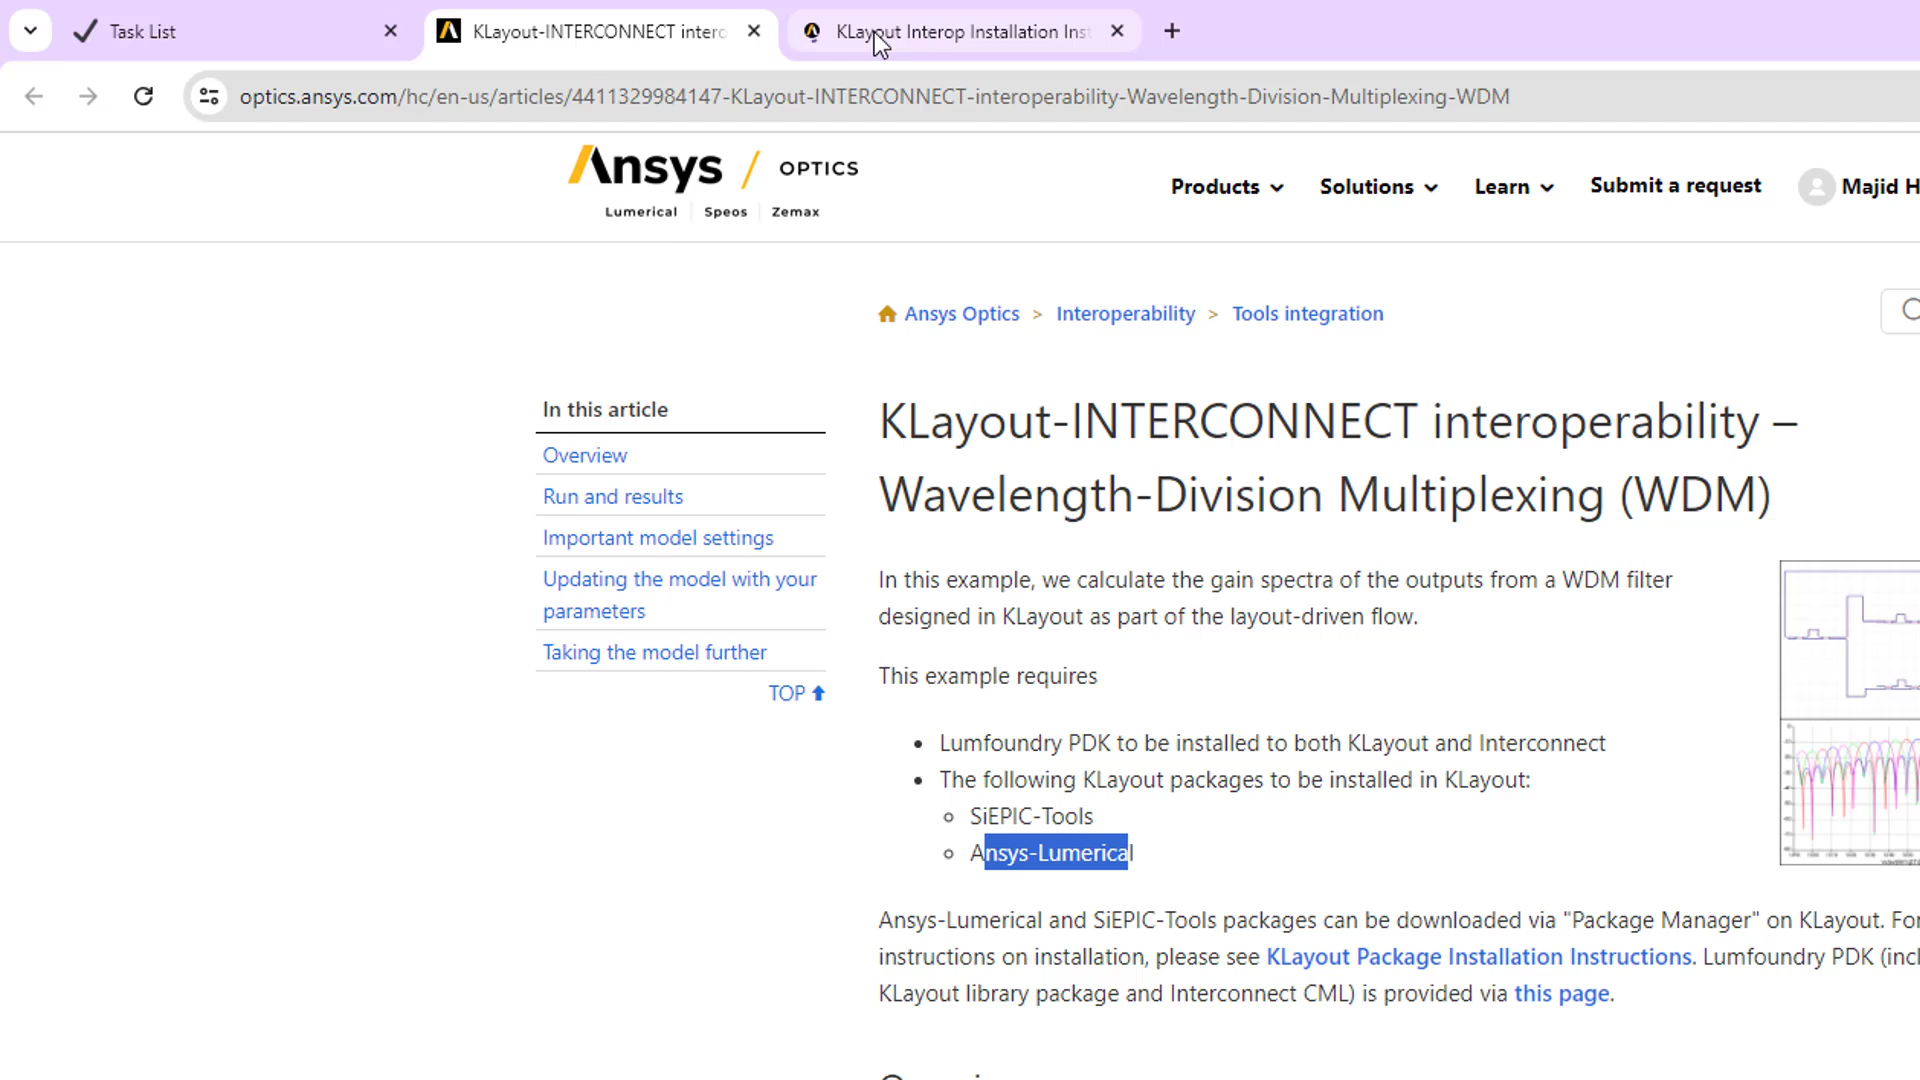 Task List
KLayout-INTERCONNECT interc
KLayout Interop Installation Inst
optics.ansys.com/hc/en-us/articles/4411329984147-KLayout-INTERCONNECT-interoperability-Wavelength-Division-Multiplexing-WDM
Ansys / OPTICS
Lumerical | Speos | Zemax
Products
Solutions
Learn
Submit a request
Majid H
Ansys Optics > Interoperability > Tools integration
In this article
Overview
Run and results
Important model settings
Updating the model with your
parameters
Taking the model further
TOP
KLayout-INTERCONNECT interoperability –
Wavelength-Division Multiplexing (WDM)
In this example, we calculate the gain spectra of the outputs from a WDM filter
designed in KLayout as part of the layout-driven flow.
This example requires
• Lumfoundry PDK to be installed to both KLayout and Interconnect
• The following KLayout packages to be installed in KLayout:
○ SiEPIC-Tools
○ Ansys-Lumerical
Ansys-Lumerical and SiEPIC-Tools packages can be downloaded via "Package Manager" on KLayout. For
instructions on installation, please see KLayout Package Installation Instructions. Lumfoundry PDK (incl
KLayout library package and Interconnect CML) is provided via this page.